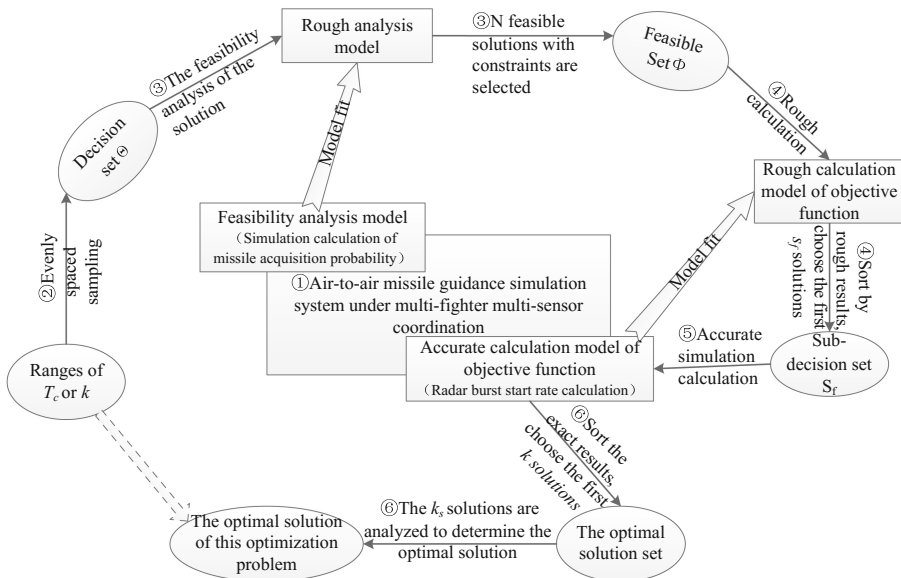 Rough analysis
model
③N feasible
solutions with
constraints are
selected
Feasible
Set Φ
③The feasibility
analysis of the
solution
Decision
set Θ
Model fit
④Rough
calculation
Rough calculation
model of objective
function
Feasibility analysis model
(Simulation calculation of
missile acquisition probability)
Model fit
②Evenly
spaced
sampling
①Air-to-air missile guidance simulation
system under multi-fighter multi-sensor
coordination
④Sort by
rough results,
choose the first
s_f solutions
Accurate calculation model of
objective function
(Radar burst start rate calculation)
⑤Accurate
simulation
calculation
Sub-
decision set
S_f
Ranges of
T_c or k
⑥Sort the
exact results,
choose the first
k solutions
The optimal solution
of this optimization
problem
⑥The k_s solutions are
analyzed to determine the
optimal solution
The optimal
solution set